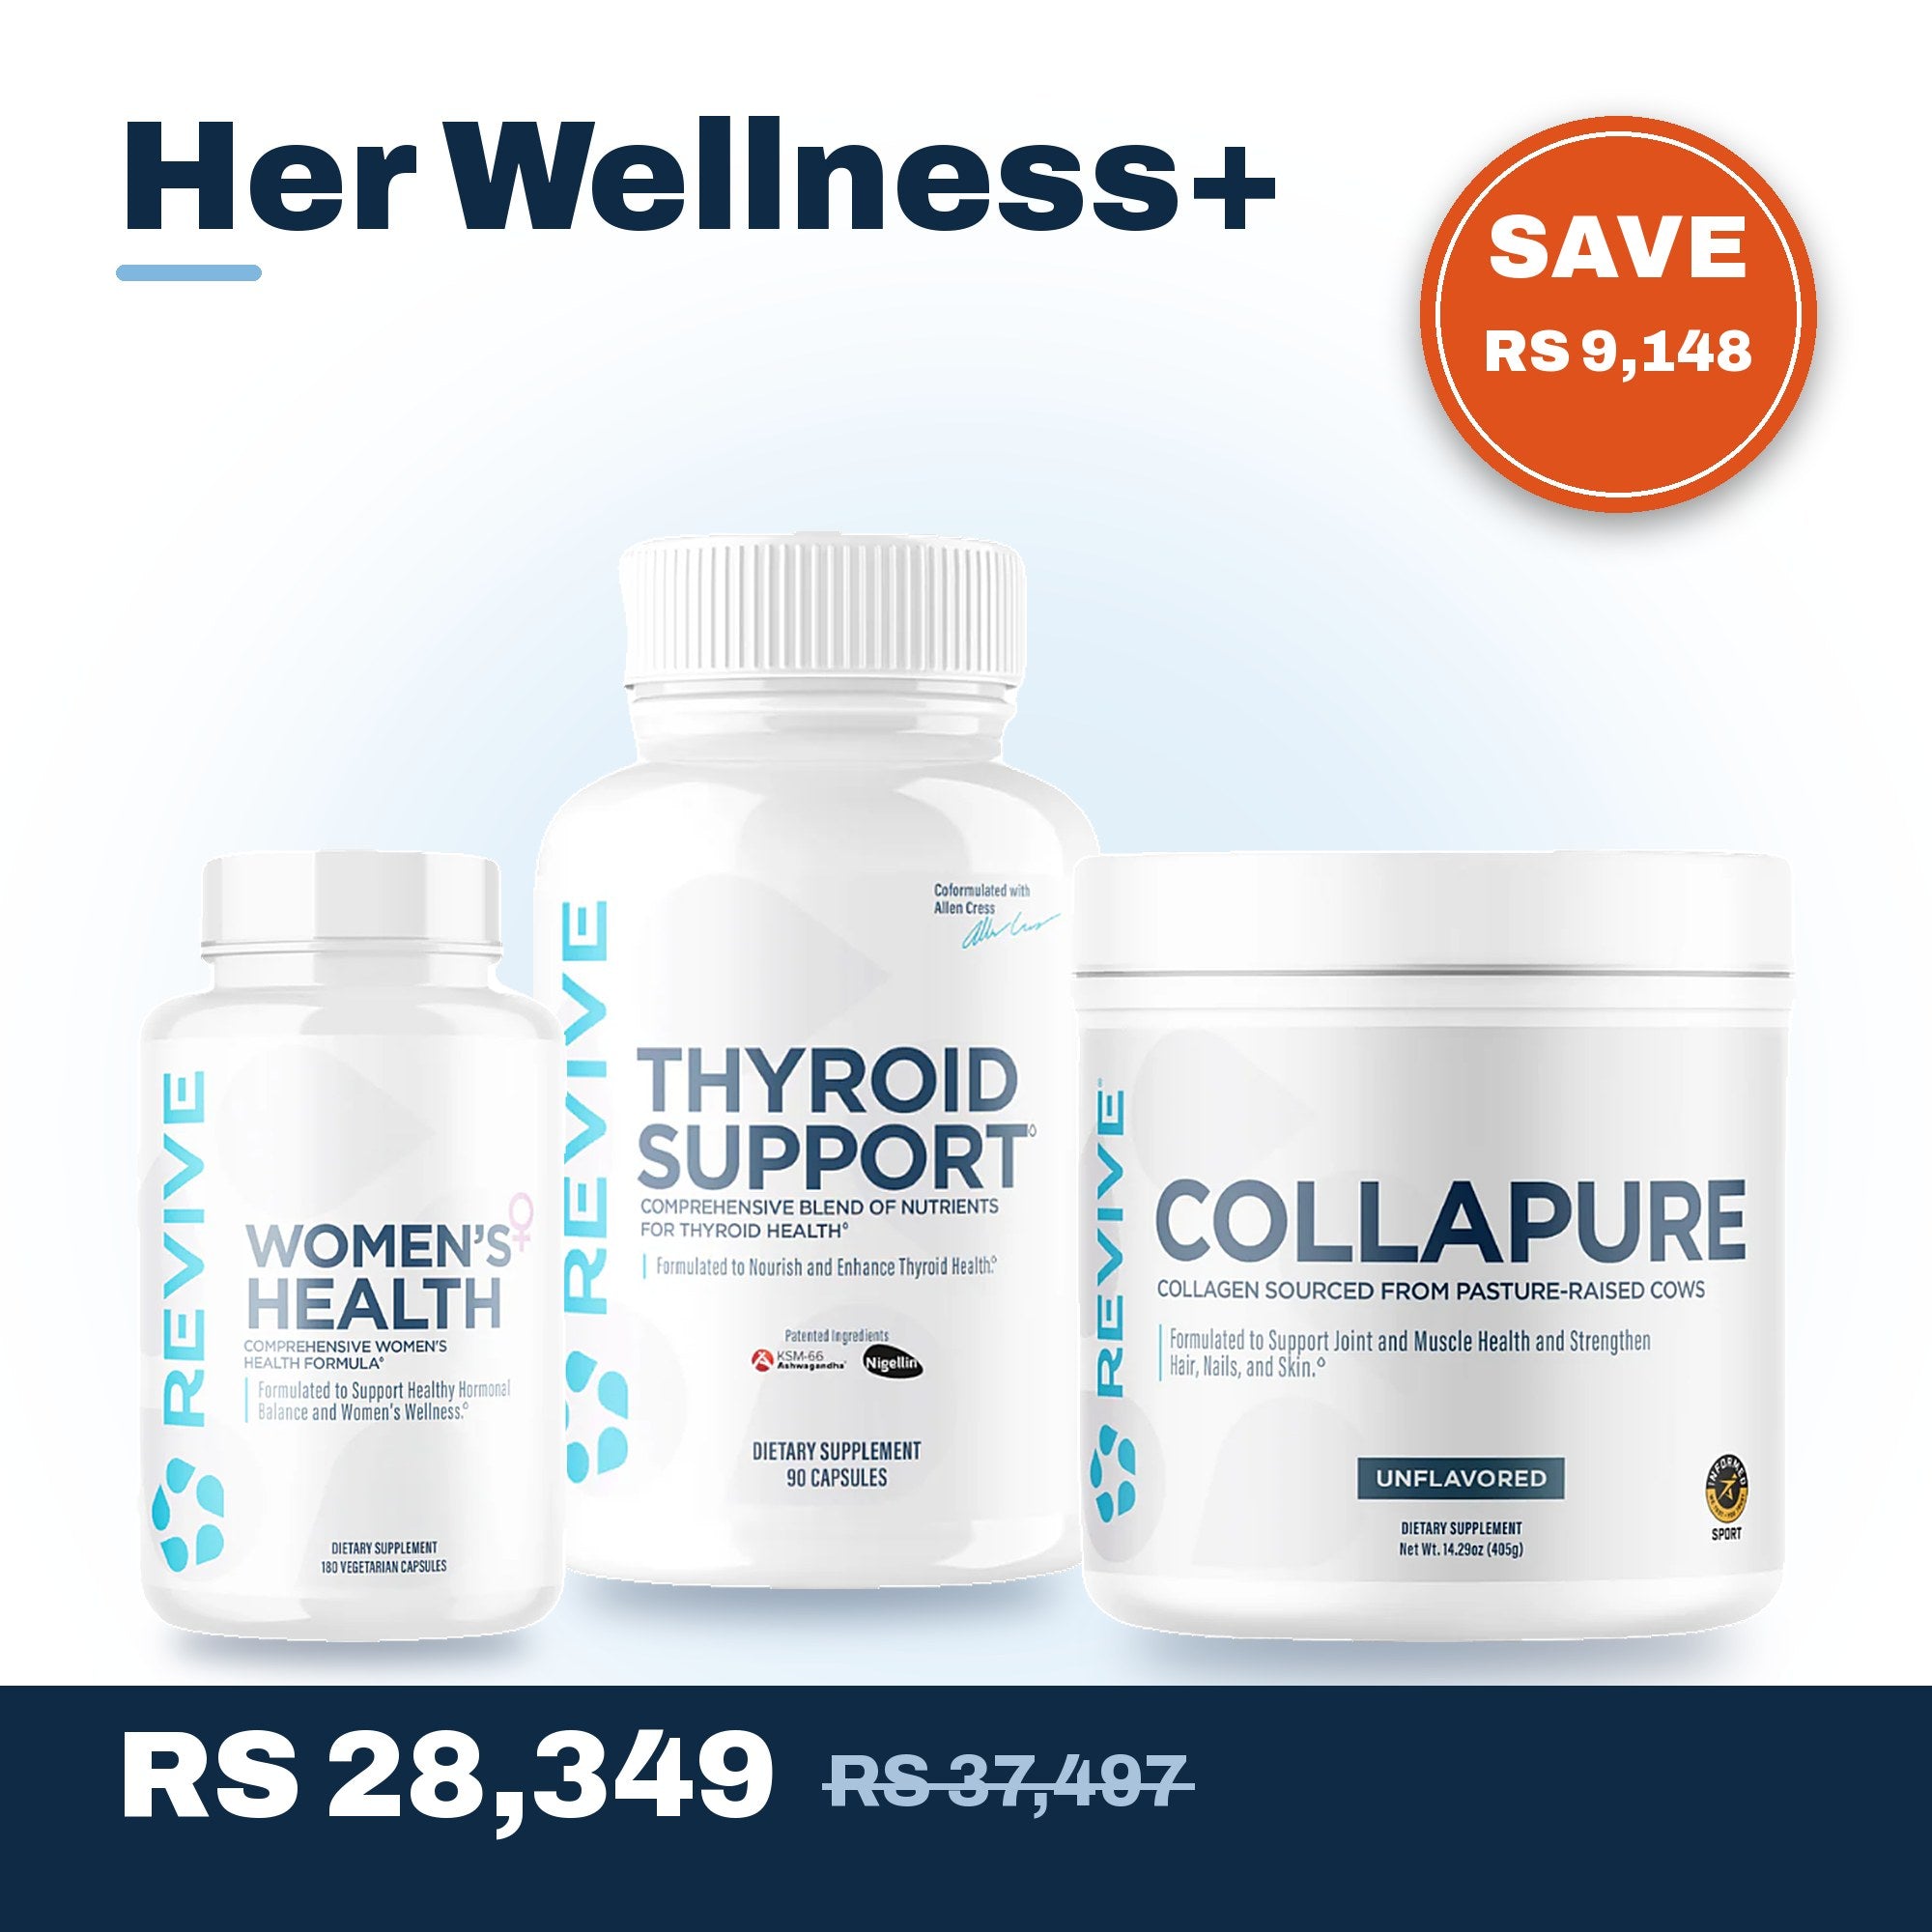 Her Wellness+
SAVE
RS 9,148
REVIVE
WOMEN'S♀
HEALTH
COMPREHENSIVE WOMEN'S
HEALTH FORMULA◊
Formulated to Support Healthy Hormonal
Balance and Women's Wellness.◊
DIETARY SUPPLEMENT
180 VEGETARIAN CAPSULES
REVIVE
Coformulated with
Allen Cress
THYROID
SUPPORT◊
COMPREHENSIVE BLEND OF NUTRIENTS
FOR THYROID HEALTH◊
Formulated to Nourish and Enhance Thyroid Health.◊
Patented Ingredients
KSM-66
Ashwagandha
Nigellin
DIETARY SUPPLEMENT
90 CAPSULES
REVIVE®
COLLAPURE
COLLAGEN SOURCED FROM PASTURE-RAISED COWS
Formulated to Support Joint and Muscle Health and Strengthen
Hair, Nails, and Skin.◊
UNFLAVORED
DIETARY SUPPLEMENT
Net Wt. 14.29oz (405g)
INFORMED
SPORT
RS 28,349
RS 37,497